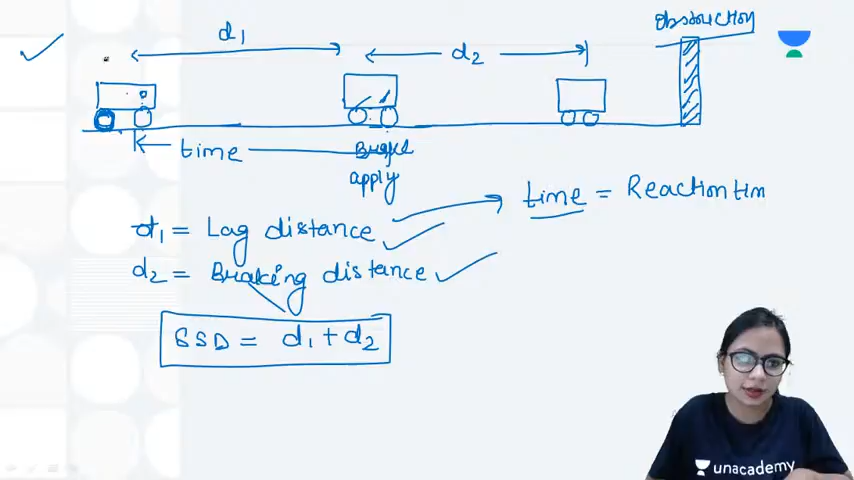 Obstruction
d1
d2
time
Brake
apply
time = Reaction tim
d1 = Lag distance
d2 = Braking distance
SSD = d1 + d2
unacademy